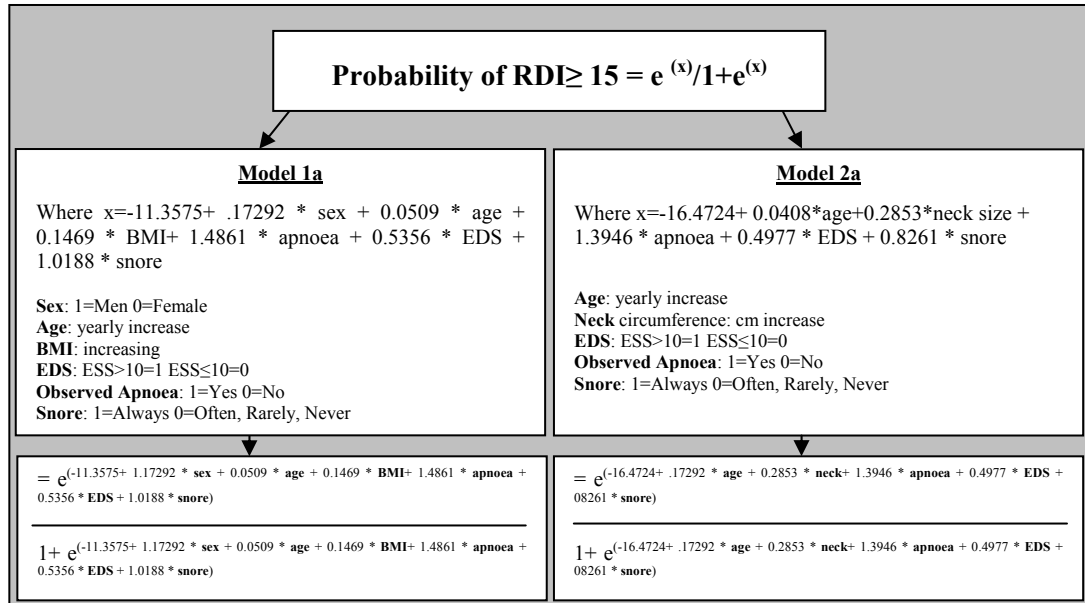 Probability of RDI≥ 15 = e (x)/1+e(x)
Model 1a
Where x=-11.3575+ .17292 * sex + 0.0509 * age +
0.1469 * BMI+ 1.4861 * apnoea + 0.5356 * EDS +
1.0188 * snore
Sex: 1=Men 0=Female
Age: yearly increase
BMI: increasing
EDS: ESS>10=1 ESS≤10=0
Observed Apnoea: 1=Yes 0=No
Snore: 1=Always 0=Often, Rarely, Never
Model 2a
Where x=-16.4724+ 0.0408*age+0.2853*neck size +
1.3946 * apnoea + 0.4977 * EDS + 0.8261 * snore
Age: yearly increase
Neck circumference: cm increase
EDS: ESS>10=1 ESS≤10=0
Observed Apnoea: 1=Yes 0=No
Snore: 1=Always 0=Often, Rarely, Never
= e(-11.3575+ 1.17292 * sex + 0.0509 * age + 0.1469 * BMI+ 1.4861 * apnoea +
0.5356 * EDS + 1.0188 * snore)
1+ e(-11.3575+ 1.17292 * sex + 0.0509 * age + 0.1469 * BMI+ 1.4861 * apnoea +
0.5356 * EDS + 1.0188 * snore)
= e(-16.4724+ .17292 * age + 0.2853 * neck+ 1.3946 * apnoea + 0.4977 * EDS +
08261 * snore)
1+ e(-16.4724+ .17292 * age + 0.2853 * neck+ 1.3946 * apnoea + 0.4977 * EDS +
08261 * snore)